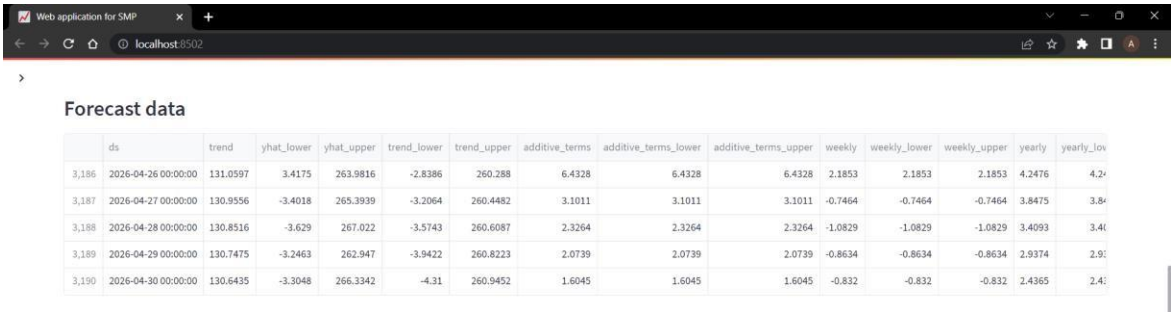 Web application for SMP
localhost:8502
A
Forecast data
ds trend yhat_lower yhat_upper trend_lower trend_upper additive_terms additive_terms_lower additive_terms_upper weekly weekly_lower weekly_upper yearly yearly_lov
3,186 2026-04-26 00:00:00 131.0597 3.4175 263.9816 -2.8386 260.288 6.4328 6.4328 6.4328 2.1853 2.1853 2.1853 4.2476
3,187 2026-04-27 00:00:00 130.9556 -3.4018 265.3939 -3.2064 260.4482 3.1011 3.1011 3.1011 -0.7464 -0.7464 -0.7464 3.8475
3,188 2026-04-28 00:00:00 130.8516 -3.629 267.022 -3.5743 260.6087 2.3264 2.3264 2.3264 -1.0829 -1.0829 -1.0829 3.4093
3,189 2026-04-29 00:00:00 130.7475 -3.2463 262.947 -3.9422 260.8223 2.0739 2.0739 2.0739 -0.8634 -0.8634 -0.8634 2.9374
3,190 2026-04-30 00:00:00 130.6435 -3.3048 266.3342 -4.31 260.9452 1.6045 1.6045 1.6045 -0.832 -0.832 -0.832 2.4365